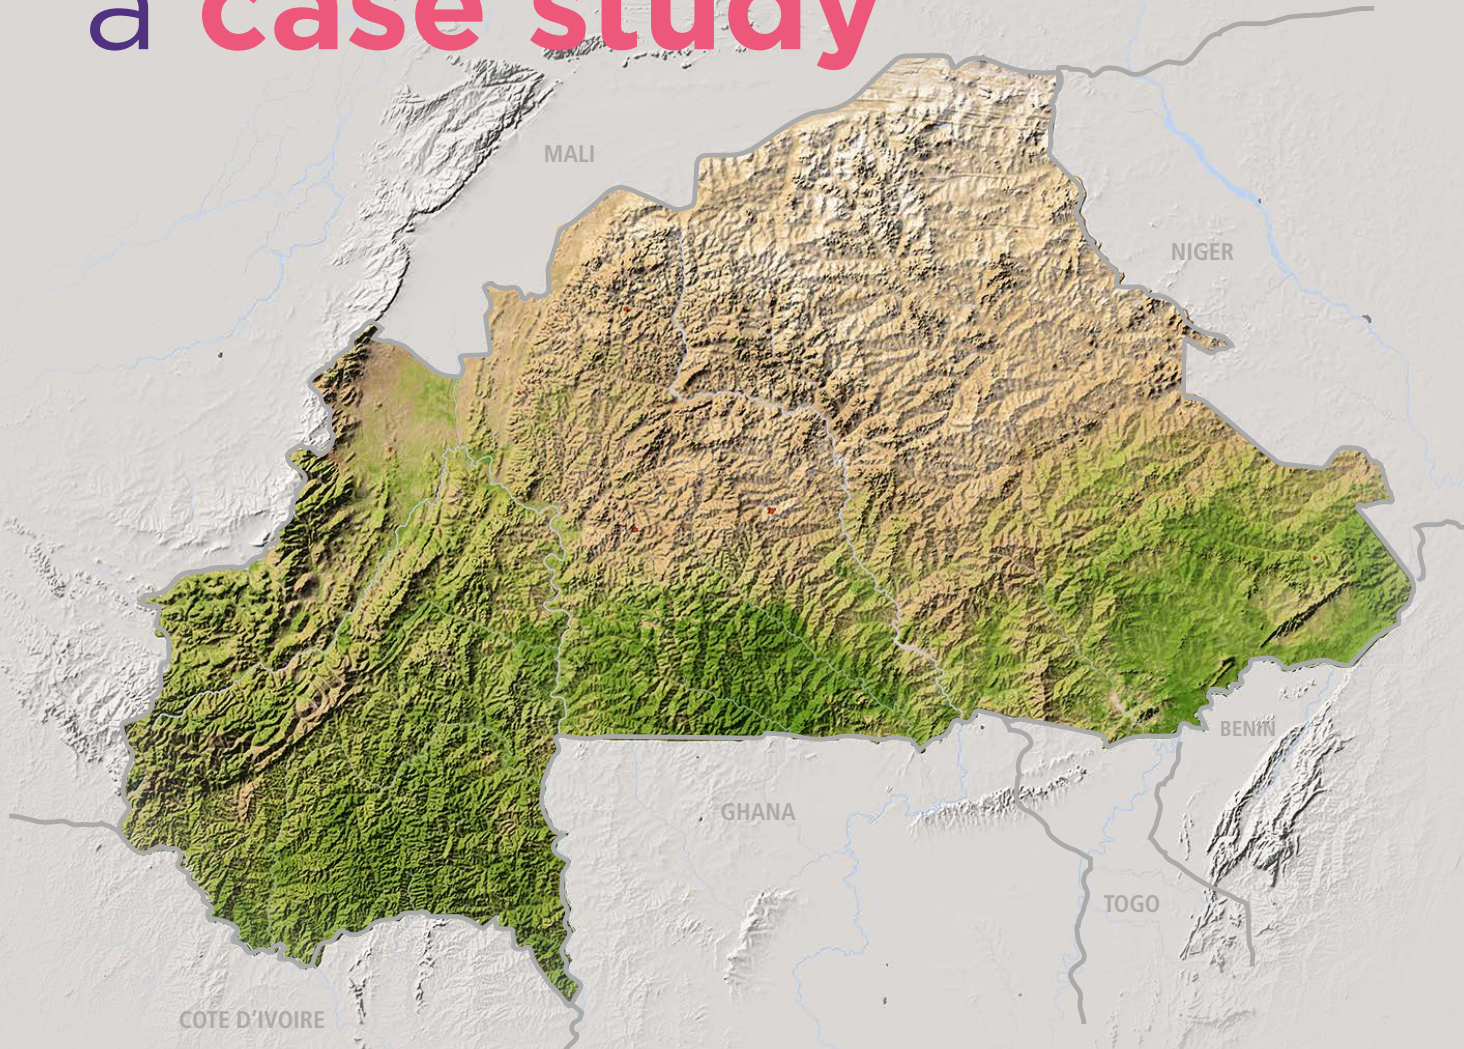 a case study
MALI
NIGER
BENIN
GHANA
TOGO
COTE D'IVOIRE